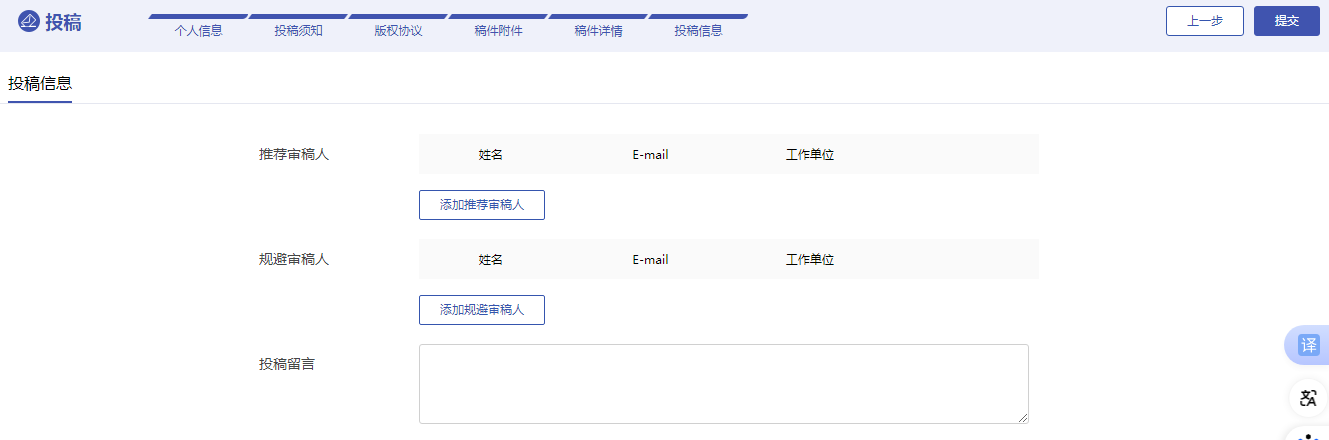 投稿
个人信息 投稿须知 版权协议 稿件附件 稿件详情 投稿信息
上一步 提交
投稿信息
推荐审稿人 姓名 E-mail 工作单位
添加推荐审稿人
规避审稿人 姓名 E-mail 工作单位
添加规避审稿人
投稿留言
译
文A